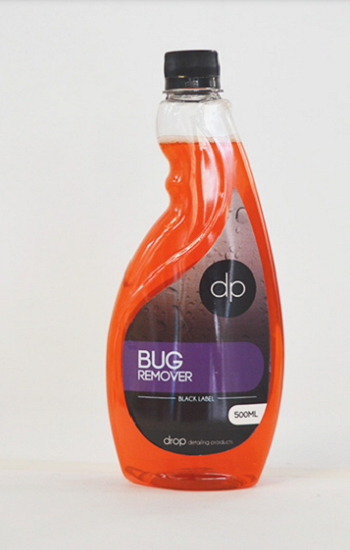 dp
BUG
REMOVER
BLACK LABEL
500ML
drop detailing products